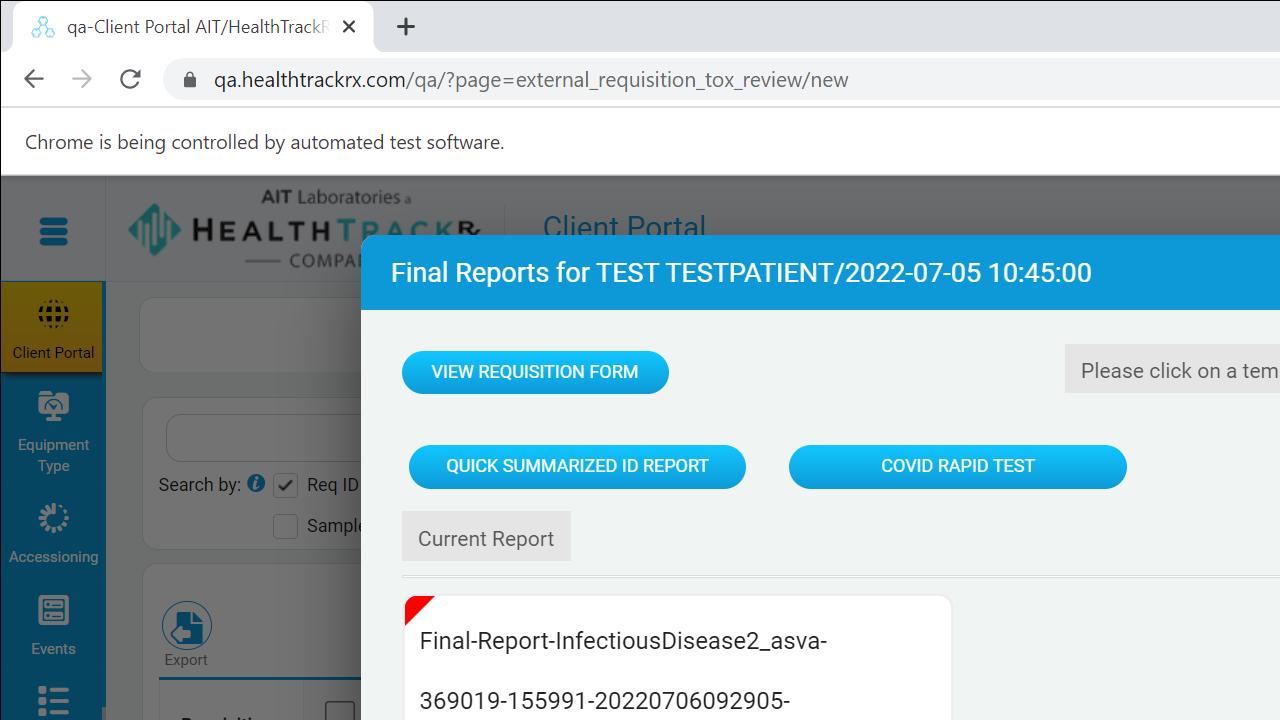 qa-Client Portal AIT/HealthTrackR
qa.healthtrackrx.com/qa/?page=external_requisition_tox_review/new
Chrome is being controlled by automated test software.
AIT Laboratories a
HEALTHTRACKRx
COMPA
Client Portal
Final Reports for TEST TESTPATIENT/2022-07-05 10:45:00
Client Portal
VIEW REQUISITION FORM
Please click on a tem
Equipment
Type
QUICK SUMMARIZED ID REPORT
COVID RAPID TEST
Search by:
Req ID
Sample
Current Report
Accessioning
Events
Export
Final-Report-InfectiousDisease2_asva-
369019-155991-20220706092905-